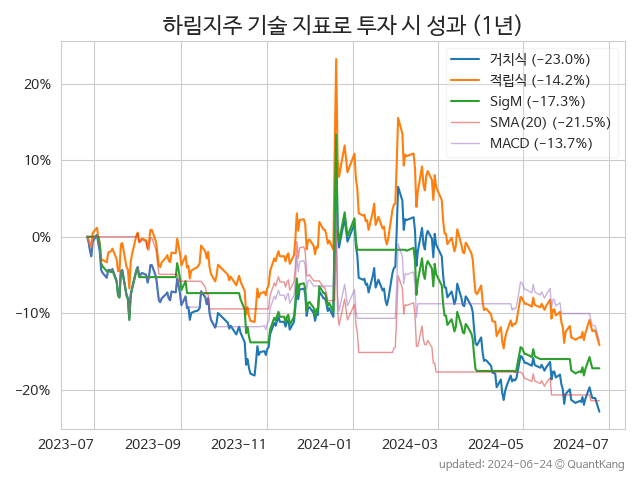 하림지주 기술 지표로 투자 시 성과 (1년)
거치식 (−23.0%)
적립식 (−14.2%)
SigM (−17.3%)
SMA(20) (−21.5%)
MACD (−13.7%)
20%
10%
0%
−10%
−20%
2023-07 2023-09 2023-11 2024-01 2024-03 2024-05 2024-07
updated: 2024-06-24 ⓒ QuantKang